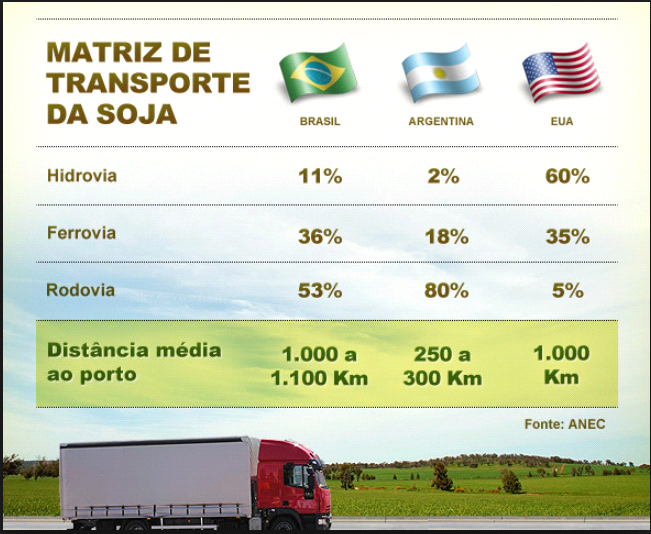 MATRIZ DE
TRANSPORTE
DA SOJA
BRASIL ARGENTINA EUA
Hidrovia 11% 2% 60%
Ferrovia 36% 18% 35%
Rodovia 53% 80% 5%
Distância média
ao porto
1.000 a
1.100 Km
250 a
300 Km
1.000
Km
Fonte: ANEC